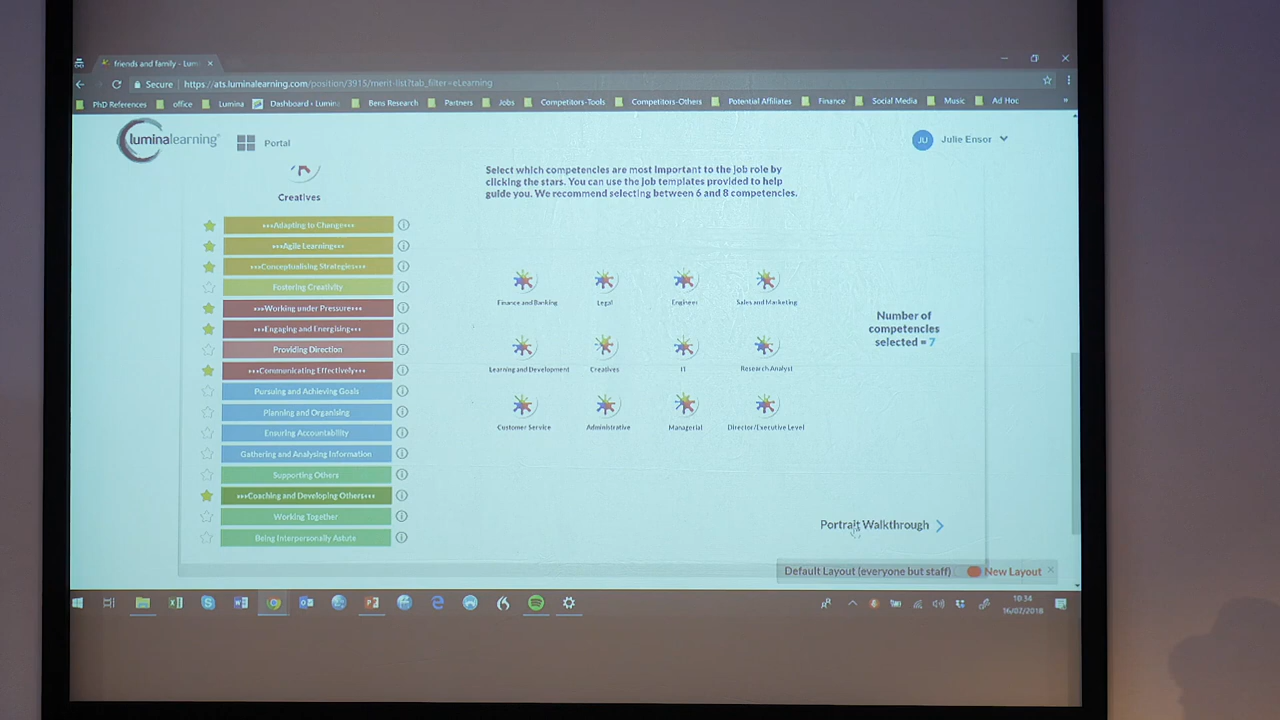 friends and family - Lum
Secure
https://ats.luminalearning.com/position/3915/merit-list?tab_filter=eLearning
PhD References
office
Lumina
Dashboard - Lumina
Bens Research
Partners
Jobs
Competitors-Tools
Competitors-Others
Potential Affiliates
Finance
Social Media
Music
Ad Hoc
luminalearning
Portal
JU
Julie Ensor
Creatives
Select which competencies are most important to the job role by
clicking the stars. You can use the job templates provided to help
guide you. We recommend selecting between 6 and 8 competencies.
•••Adapting to Change•••
•••Agile Learning•••
•••Conceptualising Strategies•••
Fostering Creativity
•••Working under Pressure•••
•••Engaging and Energising•••
Providing Direction
•••Communicating Effectively•••
Pursuing and Achieving Goals
Planning and Organising
Ensuring Accountability
Gathering and Analysing Information
Supporting Others
•••Coaching and Developing Others•••
Working Together
Being Interpersonally Astute
Finance and Banking
Legal
Engineer
Sales and Marketing
Learning and Development
Creatives
IT
Research Analyst
Customer Service
Administrative
Managerial
Director/Executive Level
Number of
competencies
selected = 7
Portrait Walkthrough
Default Layout (everyone but staff)
New Layout
10:34
16/07/2018